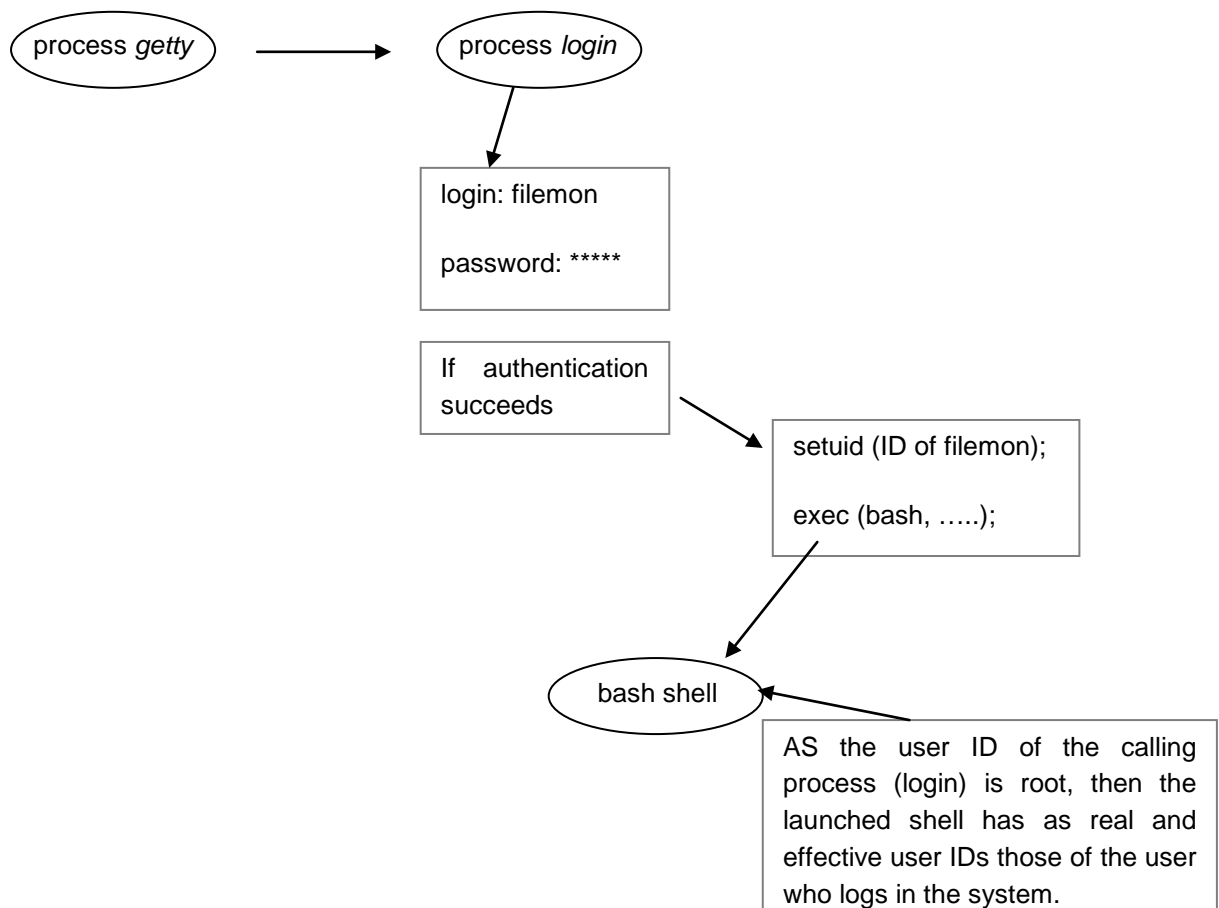 process getty
process login
login: filemon
password: *****
If authentication
succeeds
setuid (ID of filemon);
exec (bash, …..);
bash shell
AS the user ID of the calling
process (login) is root, then the
launched shell has as real and
effective user IDs those of the user
who logs in the system.